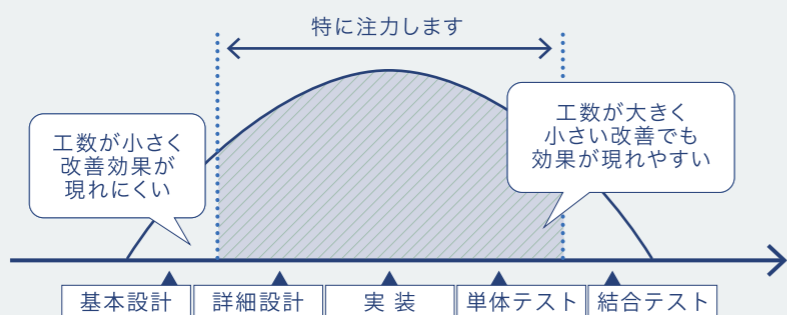 特に注力します
工数が小さく
改善効果が
現れにくい
工数が大きく
小さい改善でも
効果が現れやすい
基本設計
詳細設計
実 装
単体テスト
結合テスト